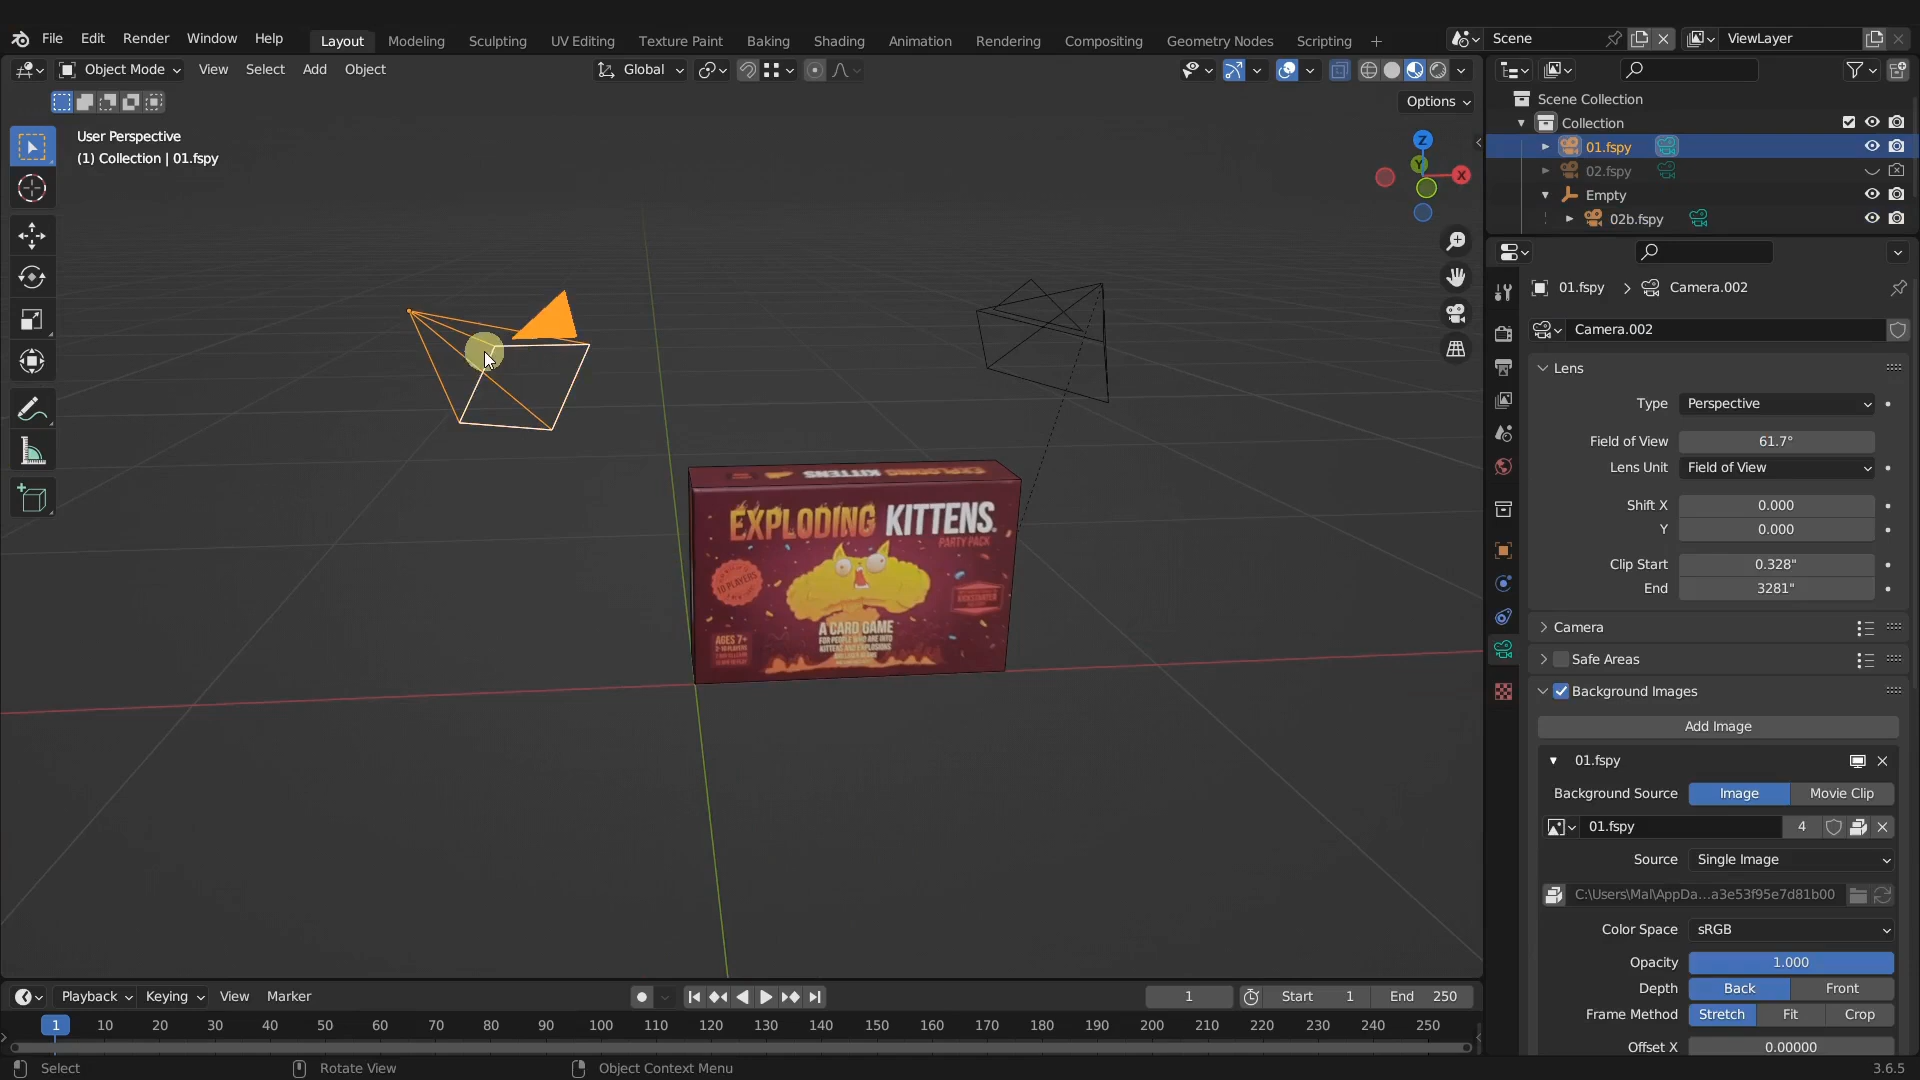 File Edit Render Window Help Layout Modeling Sculpting UV Editing Texture Paint Baking Shading Animation Rendering Compositing Geometry Nodes Scripting Scene ViewLayer
Object Mode View Select Add Object Global
Options
User Perspective
(1) Collection | 01.fspy
Z
Y
X
Scene Collection
Collection
01.fspy
02.fspy
Empty
02b.fspy
01.fspy > Camera.002
Camera.002
Lens
Type Perspective
Field of View 61.7°
Lens Unit Field of View
Shift X 0.000
Y 0.000
Clip Start 0.328"
End 3281"
Camera
Safe Areas
Background Images
Add Image
01.fspy
Background Source Image Movie Clip
01.fspy 4
Source Single Image
C:\Users\Mal\AppDa...a3e53f95e7d81b00
Color Space sRGB
Opacity 1.000
Depth Back Front
Frame Method Stretch Fit Crop
Offset X 0.00000
EXPLODING KITTENS
EXPLODING KITTENS
PARTY PACK
10 PLAYERS
KICKSTARTER
A CARD GAME
FOR PEOPLE WHO ARE INTO
KITTENS AND EXPLOSIONS
AGES 7+
2-10 PLAYERS
Playback Keying View Marker 1 Start 1 End 250
1 10 20 30 40 50 60 70 80 90 100 110 120 130 140 150 160 170 180 190 200 210 220 230 240 250
Select Rotate View Object Context Menu 3.6.5